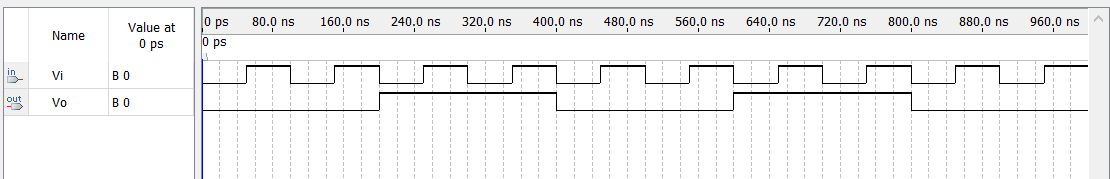 Name Value at 0 ps
0 ps 80.0 ns 160.0 ns 240.0 ns 320.0 ns 400.0 ns 480.0 ns 560.0 ns 640.0 ns 720.0 ns 800.0 ns 880.0 ns 960.0 ns
0 ps
in Vi B 0
out Vo B 0